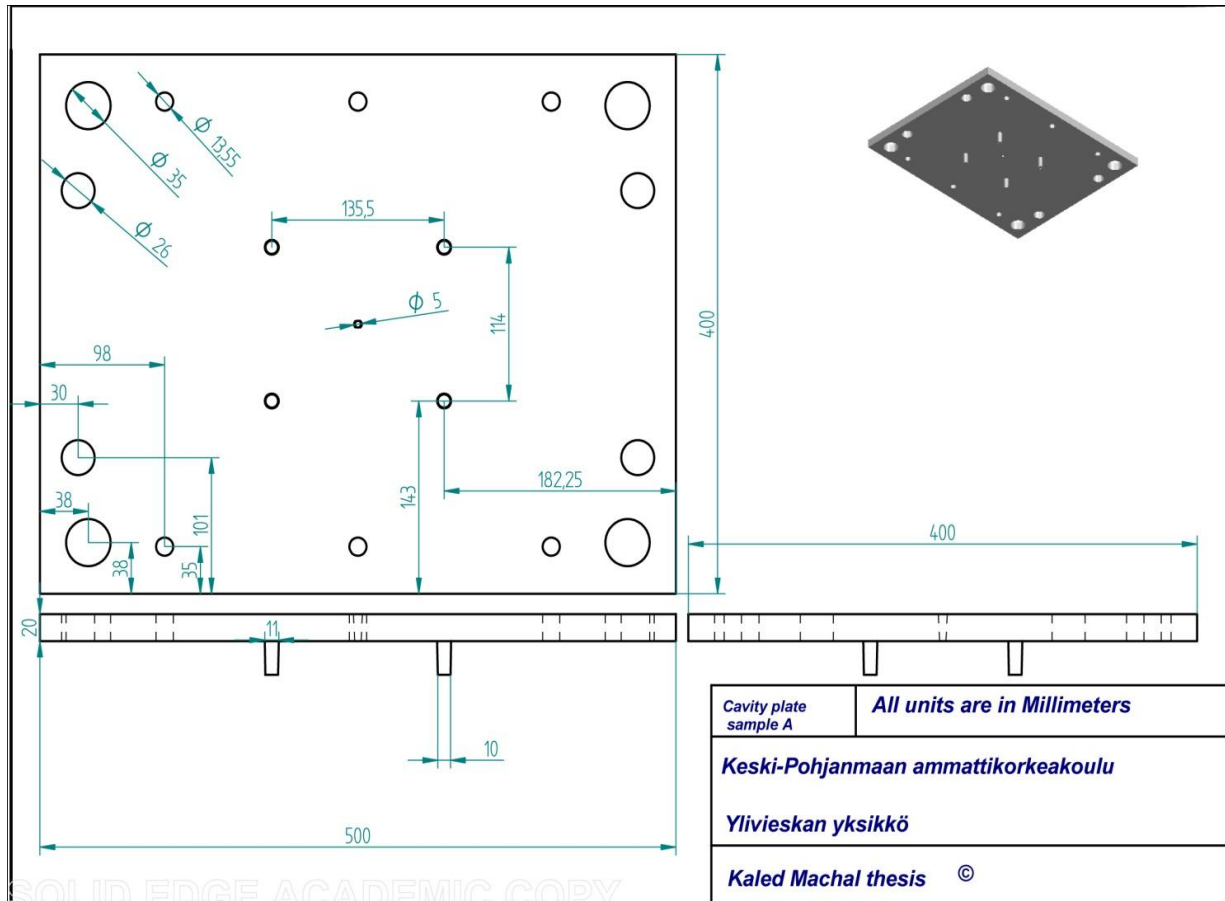 Ø 13,55
Ø 35
Ø 26
135,5
Ø 5
114
400
98
30
182,25
143
101
38
38
35
400
20
11
10
500
Cavity plate
sample A
All units are in Millimeters
Keski-Pohjanmaan ammattikorkeakoulu
Ylivieskan yksikkö
Kaled Machal thesis ©
SOLID EDGE ACADEMIC COPY